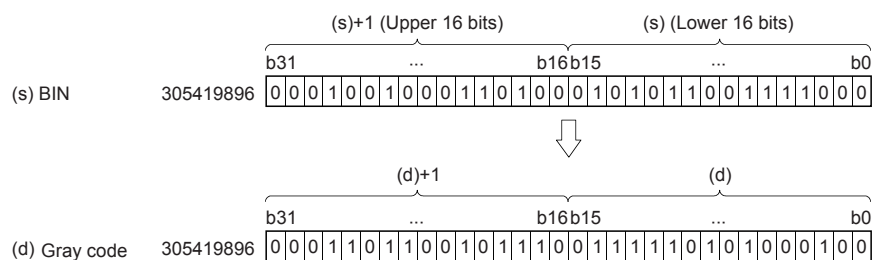 (s)+1 (Upper 16 bits) (s) (Lower 16 bits)
b31 ... b16 b15 ... b0
(s) BIN 305419896 0 0 0 1 0 0 1 0 0 0 1 1 0 1 0 0 0 1 0 1 0 1 1 0 0 1 1 1 1 0 0 0
(d)+1 (d)
b31 ... b16 b15 ... b0
(d) Gray code 305419896 0 0 0 1 1 0 1 1 0 0 1 0 1 1 1 0 0 1 1 1 1 1 0 1 0 1 0 0 0 1 0 0